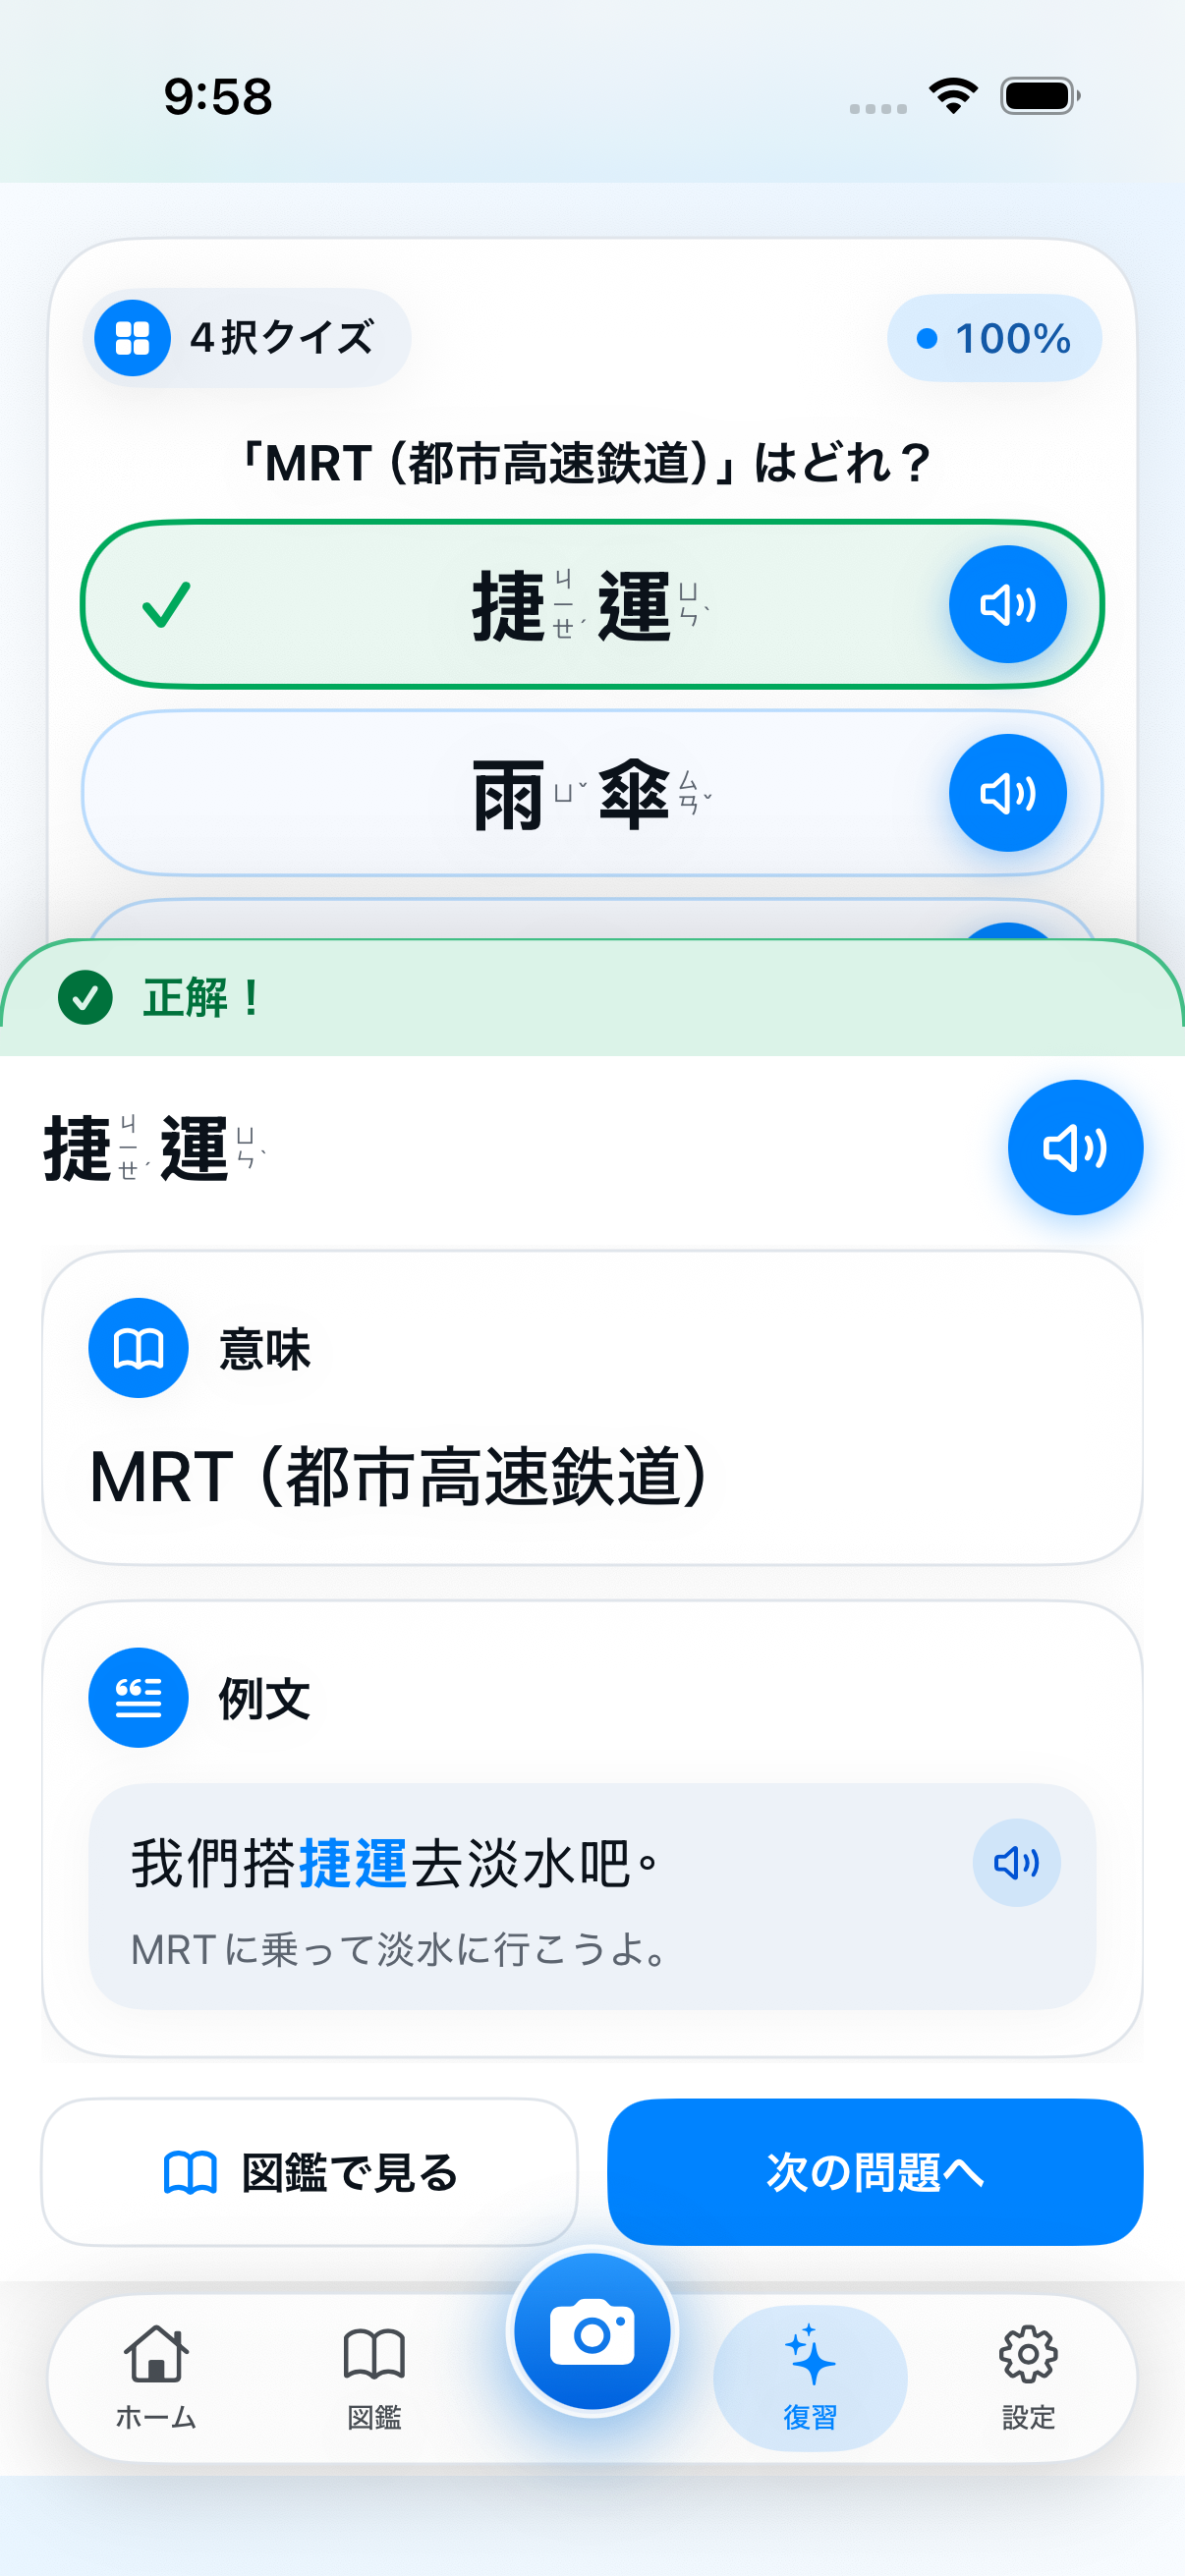 9:58
4択クイズ
100%
「MRT（都市高速鉄道）」はどれ？
捷ㄐㄧㄝˊ運ㄩㄣˋ
雨ㄩˇ傘ㄙㄢˇ
正解！
捷ㄐㄧㄝˊ運ㄩㄣˋ
意味
MRT（都市高速鉄道）
例文
我們搭捷運去淡水吧。
MRTに乗って淡水に行こうよ。
図鑑で見る
次の問題へ
ホーム
図鑑
復習
設定